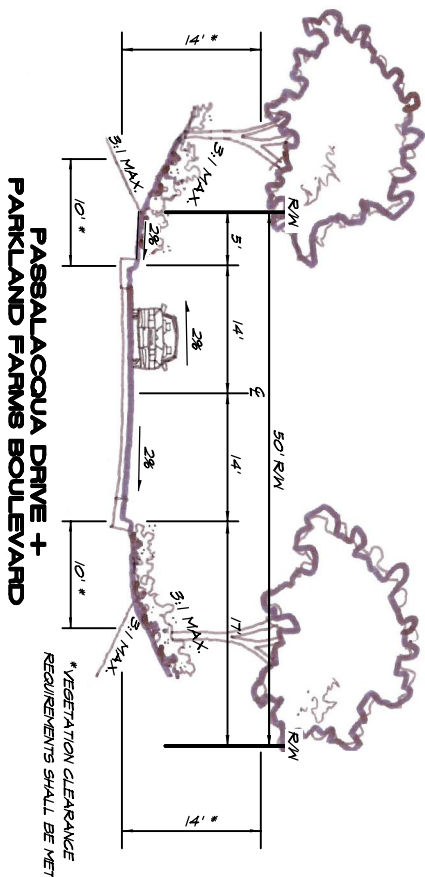 14' *
14' *
R/W
50' R/W
R/W
℄
5'
14'
14'
17'
3:1 MAX.
3:1 MAX.
2%
2%
2%
3:1 MAX.
3:1 MAX.
10' *
10' *
*VEGETATION CLEARANCE
REQUIREMENTS SHALL BE MET
PASSALACQUA DRIVE +
PARKLAND FARMS BOULEVARD